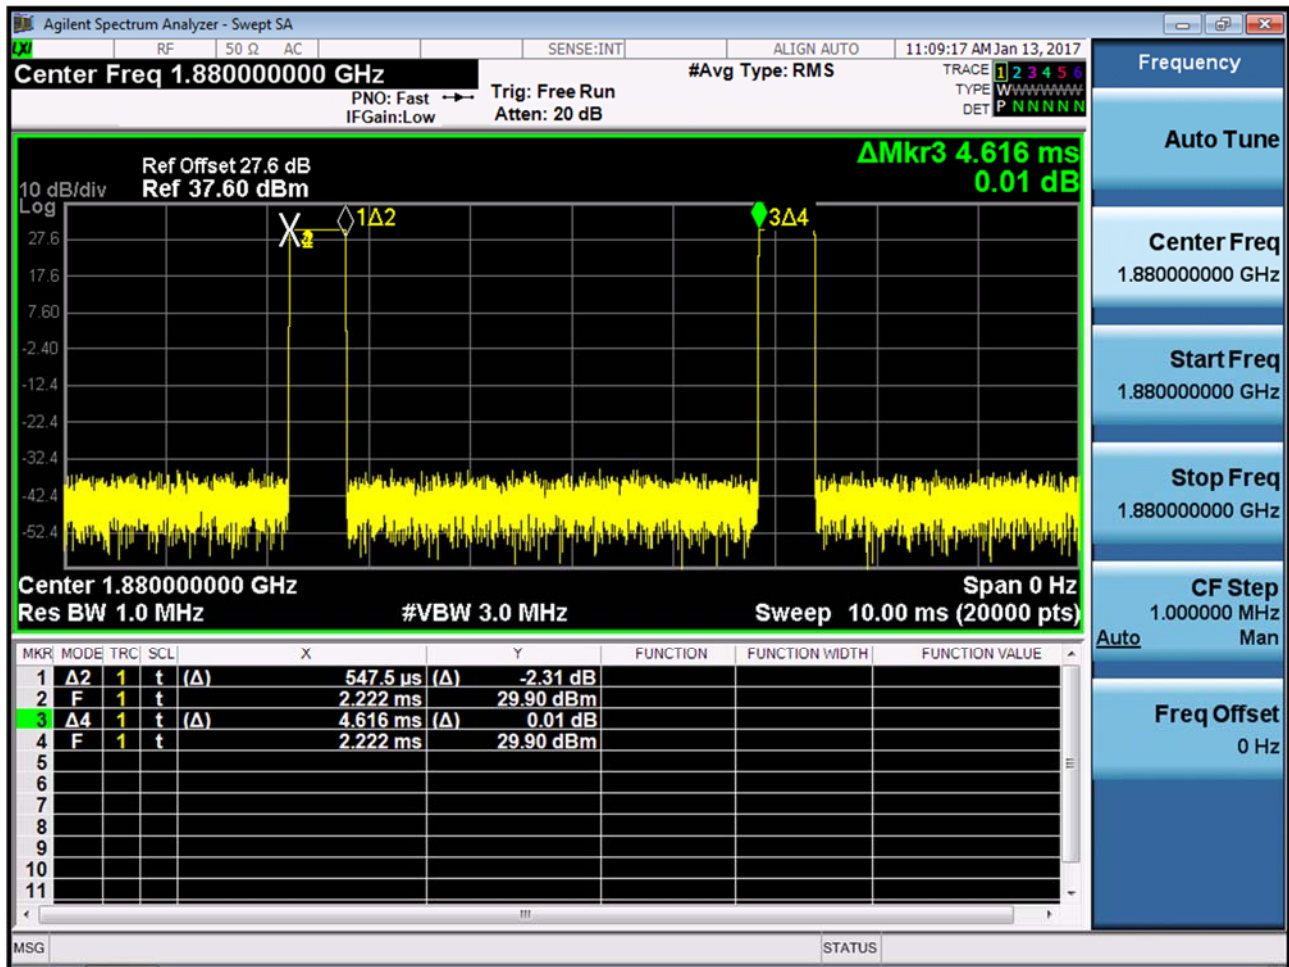 Agilent Spectrum Analyzer - Swept SA
LXI RF 50 Ω AC SENSE:INT ALIGN AUTO 11:09:17 AM Jan 13, 2017
Center Freq 1.880000000 GHz #Avg Type: RMS TRACE 1 2 3 4 5 6
PNO: Fast Trig: Free Run TYPE WWWWWW
IFGain:Low Atten: 20 dB DET P N N N N N
ΔMkr3 4.616 ms
Ref Offset 27.6 dB
10 dB/div Ref 37.60 dBm 0.01 dB
Log
1Δ2 3Δ4
27.6
17.6
7.60
-2.40
-12.4
-22.4
-32.4
-42.4
-52.4
Center 1.880000000 GHz Span 0 Hz
Res BW 1.0 MHz #VBW 3.0 MHz Sweep 10.00 ms (20000 pts)
MKR MODE TRC SCL X Y FUNCTION FUNCTION WIDTH FUNCTION VALUE
1 Δ2 1 t (Δ) 547.5 µs (Δ) -2.31 dB
2 F 1 t 2.222 ms 29.90 dBm
3 Δ4 1 t (Δ) 4.616 ms (Δ) 0.01 dB
4 F 1 t 2.222 ms 29.90 dBm
5
6
7
8
9
10
11
MSG STATUS
Frequency
Auto Tune
Center Freq
1.880000000 GHz
Start Freq
1.880000000 GHz
Stop Freq
1.880000000 GHz
CF Step
1.000000 MHz
Auto Man
Freq Offset
0 Hz